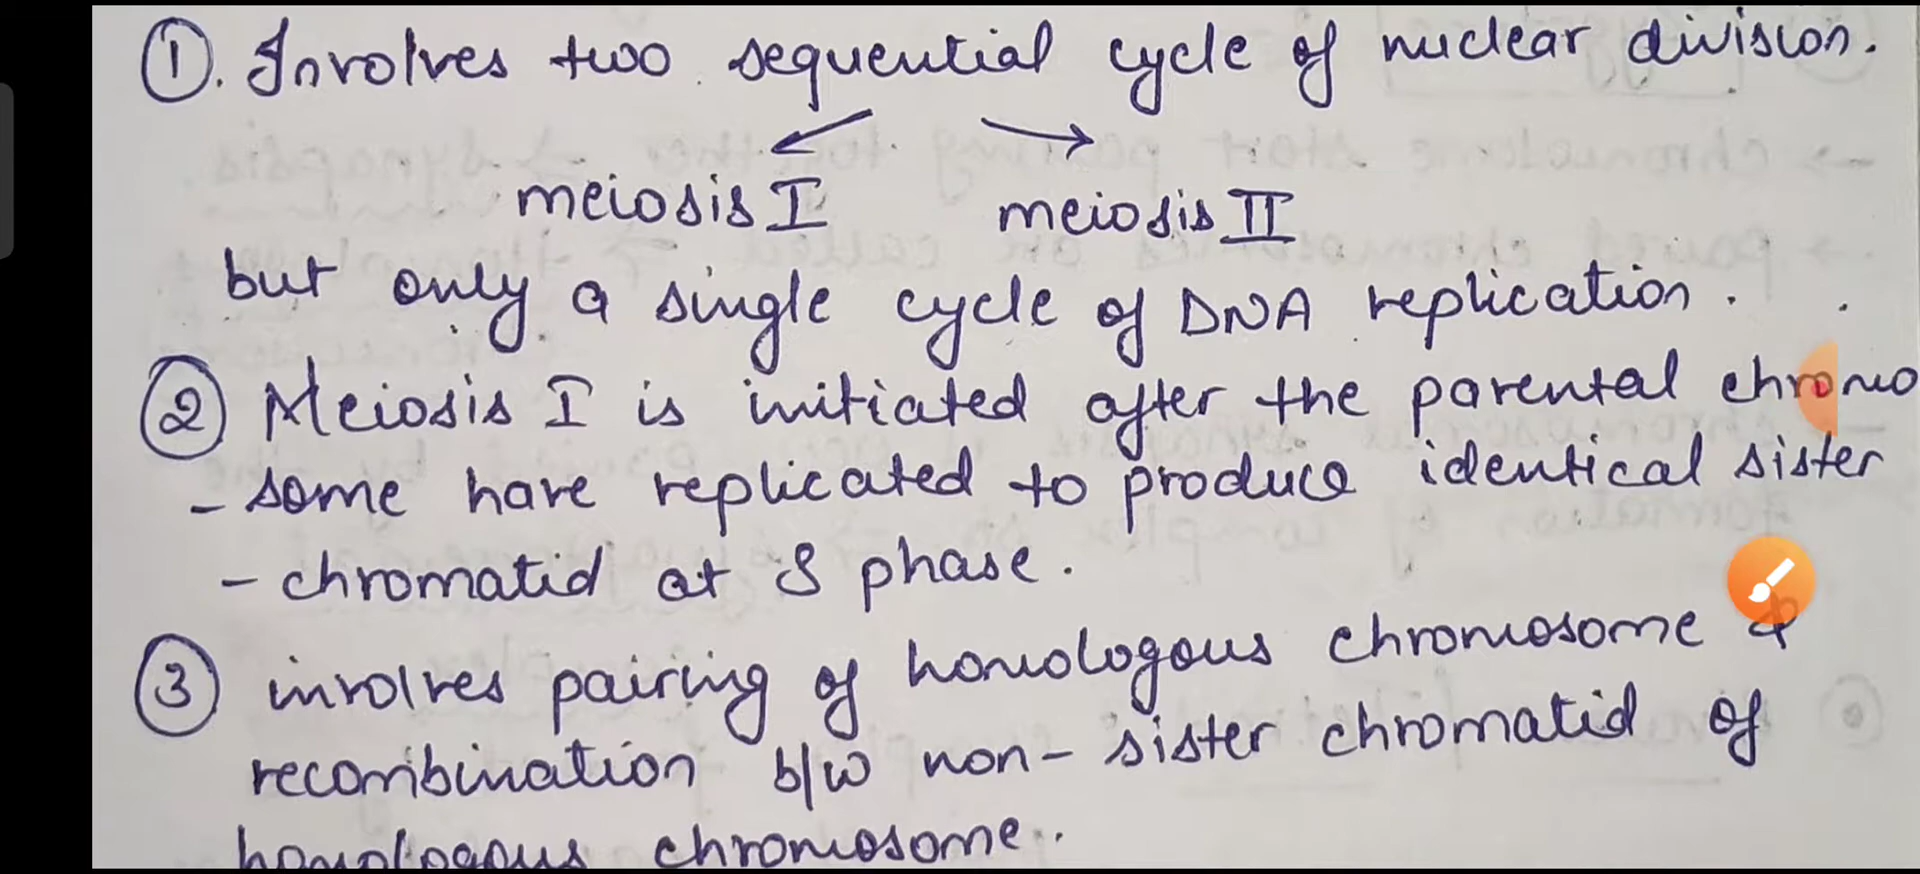 ① Involves two sequential cycle of nuclear division.
meiosis I meiosis II
but only a single cycle of DNA replication.
② Meiosis I is initiated after the parental chromo
- some have replicated to produce identical sister
- chromatid at S phase.
③ involves pairing of homologous chromosome &
recombination b/w non-sister chromatid of
homologous chromosome.